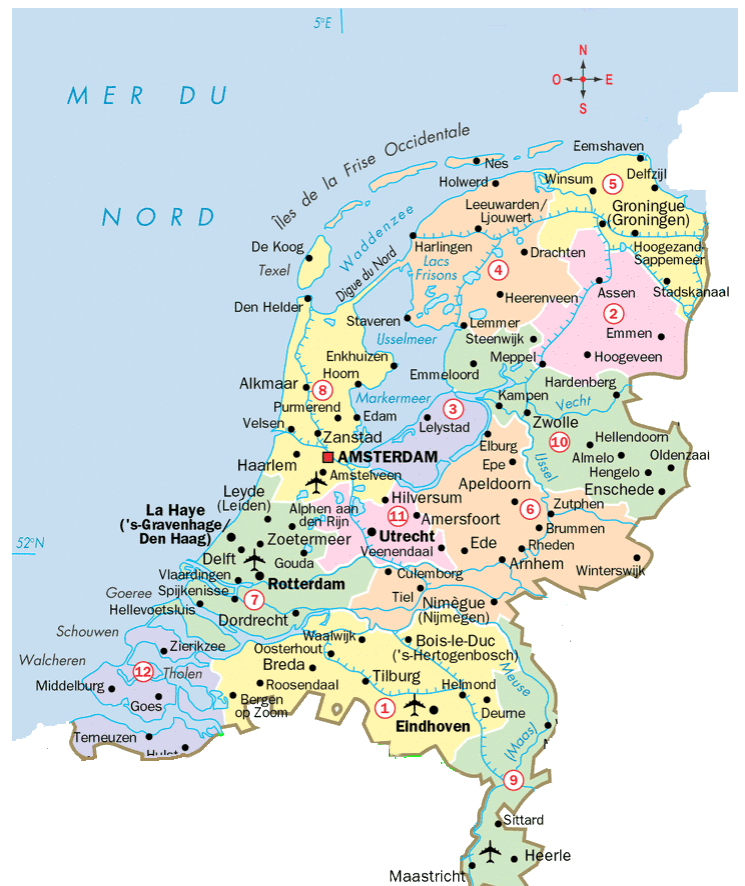 5°E
N
O
E
S
MER DU
NORD
Îles de la Frise Occidentale
Waddenzee
Digue du Nord
Nes
Holwerd
Eemshaven
Delfzijl
Winsum
5
Groningue
(Groningen)
Leeuwarden/
Ljouwert
Hoogezand-
Sappemeer
De Koog
Texel
Harlingen
Lacs
Frisons
4
Drachten
Stadskanaal
Assen
2
Den Helder
Heerenveen
Staveren
Lemmer
Steenwijk
Emmen
IJsselmeer
Enkhuizen
Hoorn
Meppel
Hoogeveen
Emmeloord
Hardenberg
Alkmaar
8
Markermeer
3
Kampen
Vecht
Purmerend
Edam
Lelystad
Zwolle
Velsen
Zanstad
10
Hellendoorn
Elburg
Almelo
Oldenzaal
AMSTERDAM
Haarlem
Epe
IJssel
Hengelo
Amstelveen
Apeldoorn
Enschede
Leyde
(Leiden)
Hilversum
Zutphen
Alphen aan
den Rijn
11
Amersfoort
6
La Haye
('s-Gravenhage/
Den Haag)
Brummen
Zoetermeer
Utrecht
Ede
Rheden
52°N
Delft
Gouda
Veenendaal
Arnhem
Winterswijk
Vlaardingen
Rotterdam
Culemborg
Spijkenisse
Goeree
7
Tiel
Nimègue
(Nijmegen)
Hellevoetsluis
Dordrecht
Schouwen
Waalwijk
Bois-le-Duc
('s-Hertogenbosch)
Zierikzee
Oosterhout
Walcheren
12
Tholen
Breda
Tilburg
Meuse
Middelburg
Roosendaal
Helmond
Goes
Bergen
op Zoom
1
Deurne
Eindhoven
Terneuzen
(Maas)
Hulst
9
Sittard
Heerle
Maastricht